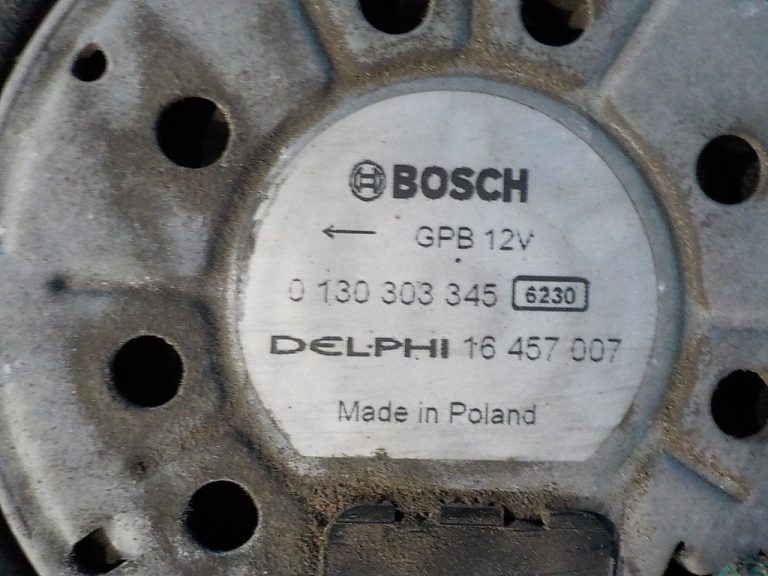 BOSCH
← GPB 12V
0 130 303 345 6230
DELPHI 16 457 007
Made in Poland